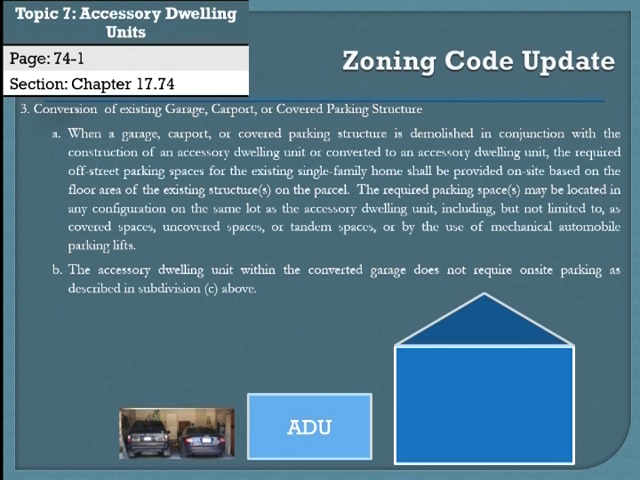 Topic 7: Accessory Dwelling
Units
Page: 74-1
Section: Chapter 17.74
Zoning Code Update
3. Conversion of existing Garage, Carport, or Covered Parking Structure
a. When a garage, carport, or covered parking structure is demolished in conjunction with the
construction of an accessory dwelling unit or converted to an accessory dwelling unit, the required
off-street parking spaces for the existing single-family home shall be provided on-site based on the
floor area of the existing structure(s) on the parcel. The required parking space(s) may be located in
any configuration on the same lot as the accessory dwelling unit, including, but not limited to, as
covered spaces, uncovered spaces, or tandem spaces, or by the use of mechanical automobile
parking lifts.
b. The accessory dwelling unit within the converted garage does not require onsite parking as
described in subdivision (c) above.
ADU